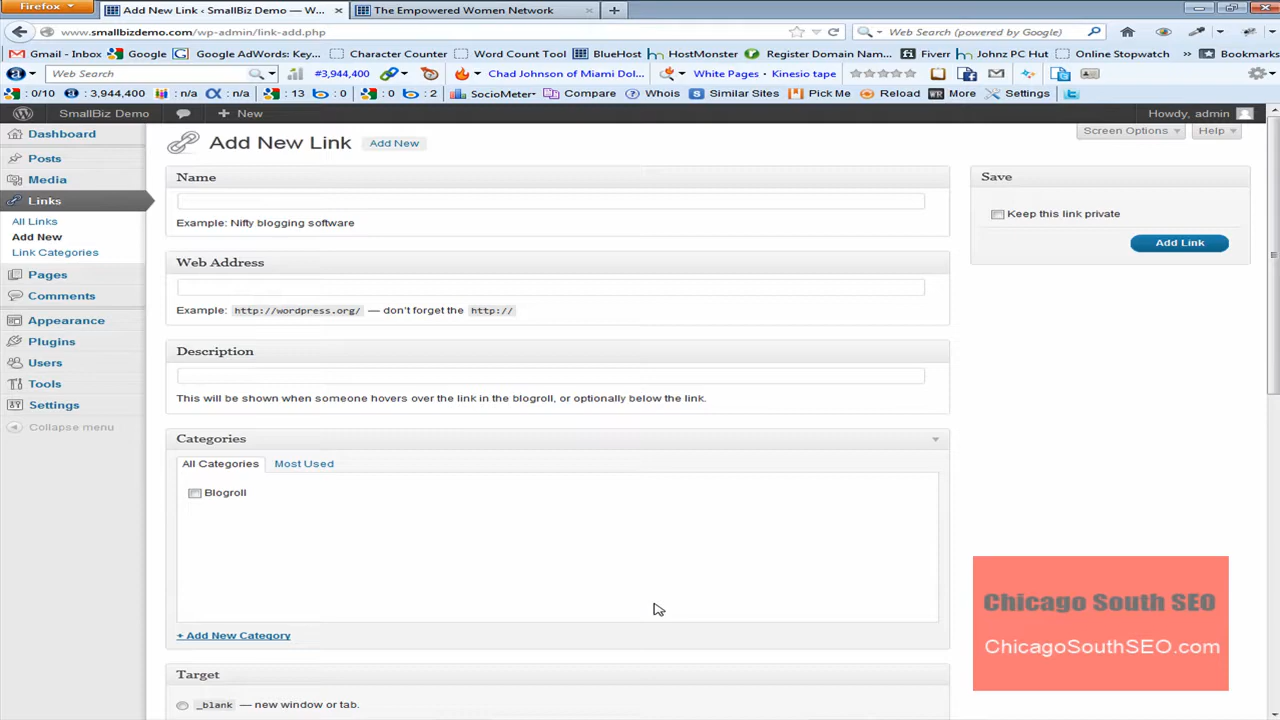 Firefox
Add New Link ‹ SmallBiz Demo — W...
The Empowered Women Network
www.smallbizdemo.com/wp-admin/link-add.php
Web Search (powered by Google)
Gmail - Inbox
Google
Google AdWords: Key...
Character Counter
Word Count Tool
BlueHost
HostMonster
Register Domain Nam...
Fiverr
Johnz PC Hut
Online Stopwatch
Bookmarks
Web Search
#3,944,400
Chad Johnson of Miami Dol...
White Pages
Kinesio tape
: 0/10
: 3,944,400
: n/a
: n/a
: 13
: 0
: 0
: 2
SocioMeter
Compare
Whois
Similar Sites
Pick Me
Reload
More
Settings
SmallBiz Demo
+ New
Howdy, admin
Dashboard
Posts
Media
Links
All Links
Add New
Link Categories
Pages
Comments
Appearance
Plugins
Users
Tools
Settings
Collapse menu
Screen Options
Help
Add New Link
Add New
Name
Example: Nifty blogging software
Web Address
Example: http://wordpress.org/ — don't forget the http://
Description
This will be shown when someone hovers over the link in the blogroll, or optionally below the link.
Categories
All Categories
Most Used
Blogroll
+ Add New Category
Target
_blank — new window or tab.
Save
Keep this link private
Add Link
Chicago South SEO
ChicagoSouthSEO.com